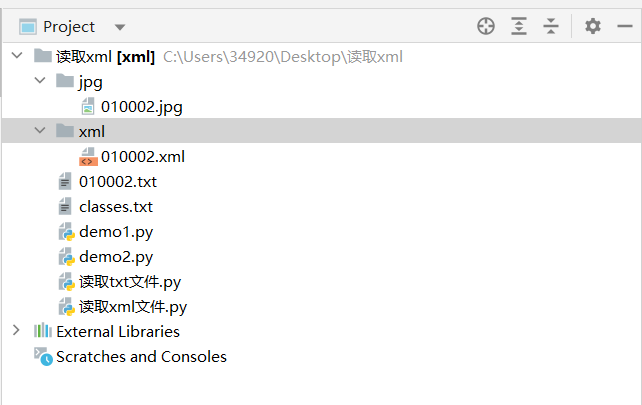 Project
读取xml [xml] C:\Users\34920\Desktop\读取xml
jpg
010002.jpg
xml
010002.xml
010002.txt
classes.txt
demo1.py
demo2.py
读取txt文件.py
读取xml文件.py
External Libraries
Scratches and Consoles